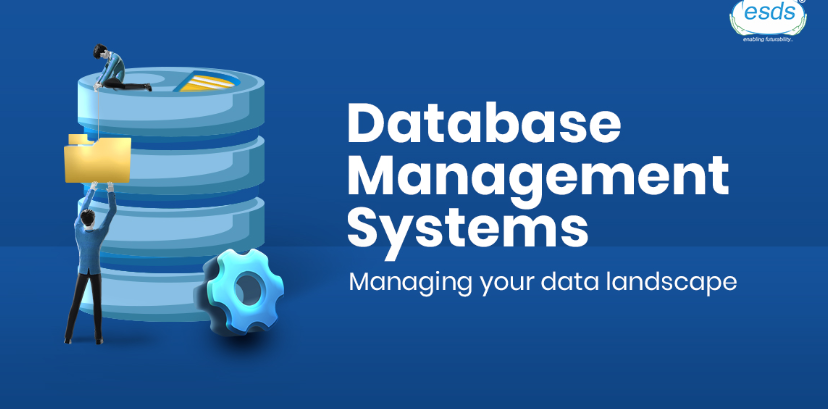 esds®
enabling futurability..
Database
Management
Systems
Managing your data landscape